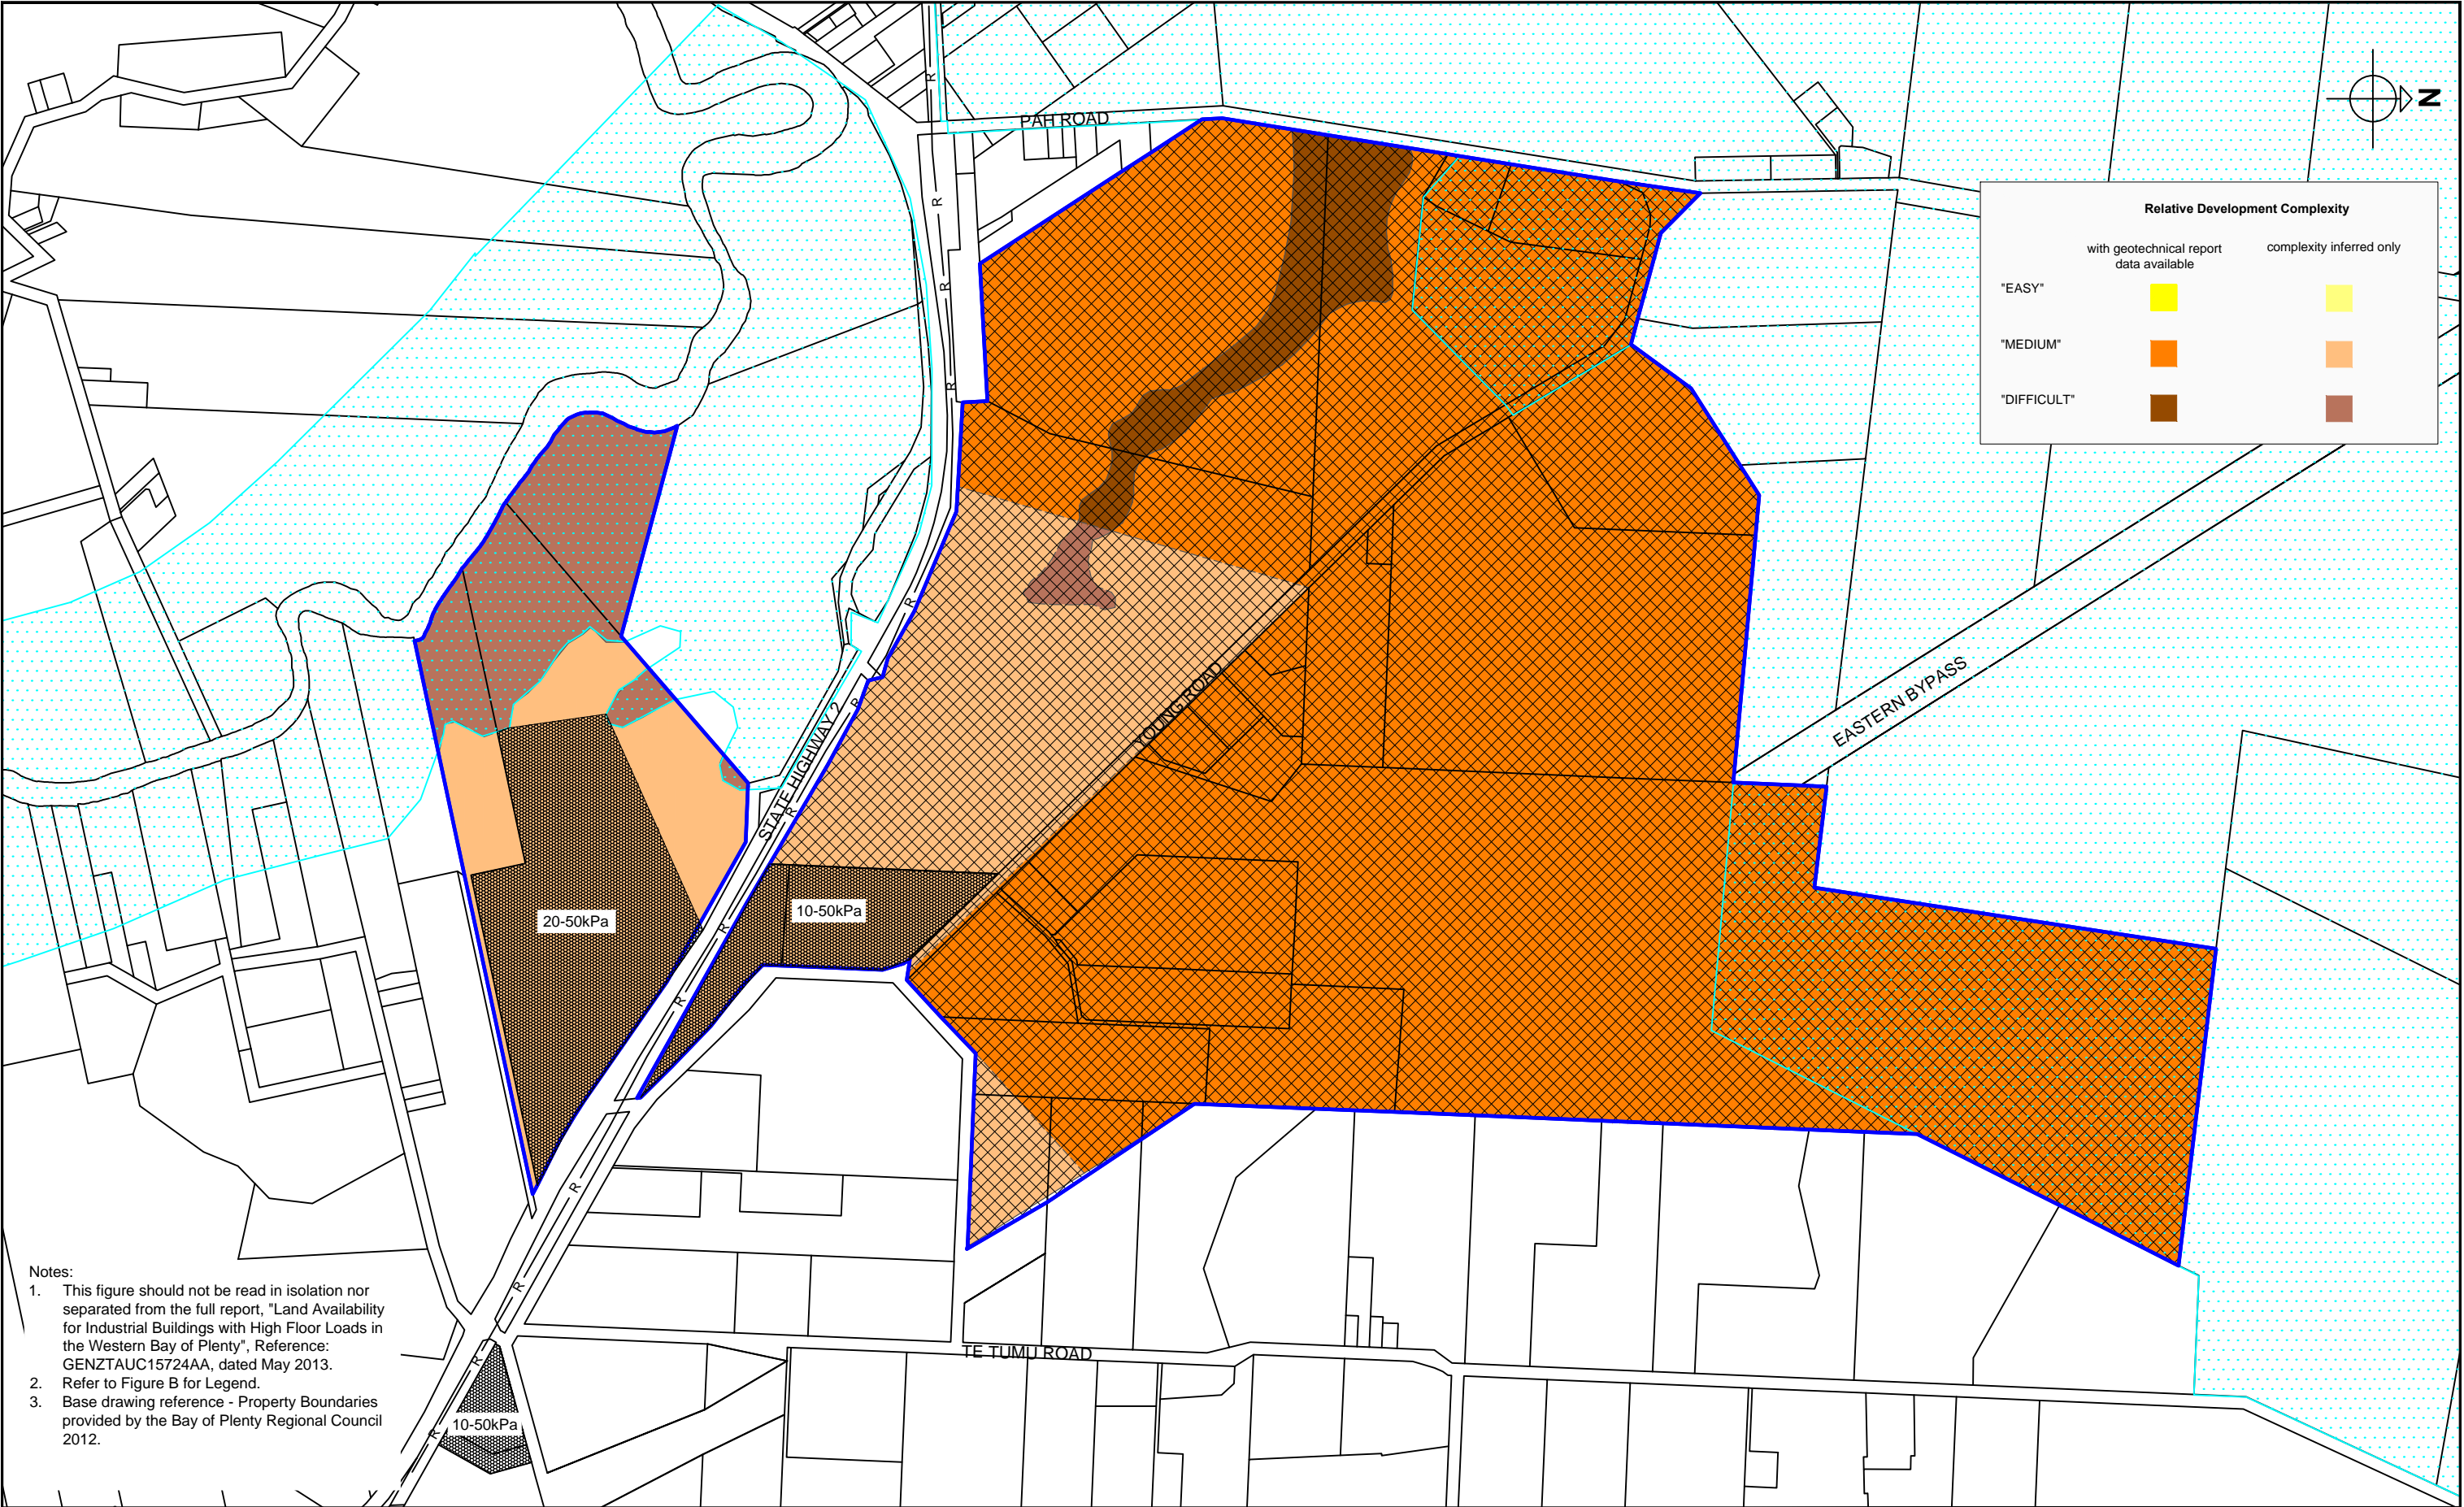 PAH ROAD
N
Relative Development Complexity
with geotechnical report
data available
complexity inferred only
"EASY"
"MEDIUM"
"DIFFICULT"
R
R
R
R
R
R
R
R
R
R
R
R
R
STATE HIGHWAY 2
YOUNG ROAD
EASTERN BYPASS
20-50kPa
10-50kPa
TE TUMU ROAD
10-50kPa
Notes:
1. This figure should not be read in isolation nor
separated from the full report, "Land Availability
for Industrial Buildings with High Floor Loads in
the Western Bay of Plenty", Reference:
GENZTAUC15724AA, dated May 2013.
2. Refer to Figure B for Legend.
3. Base drawing reference - Property Boundaries
provided by the Bay of Plenty Regional Council
2012.